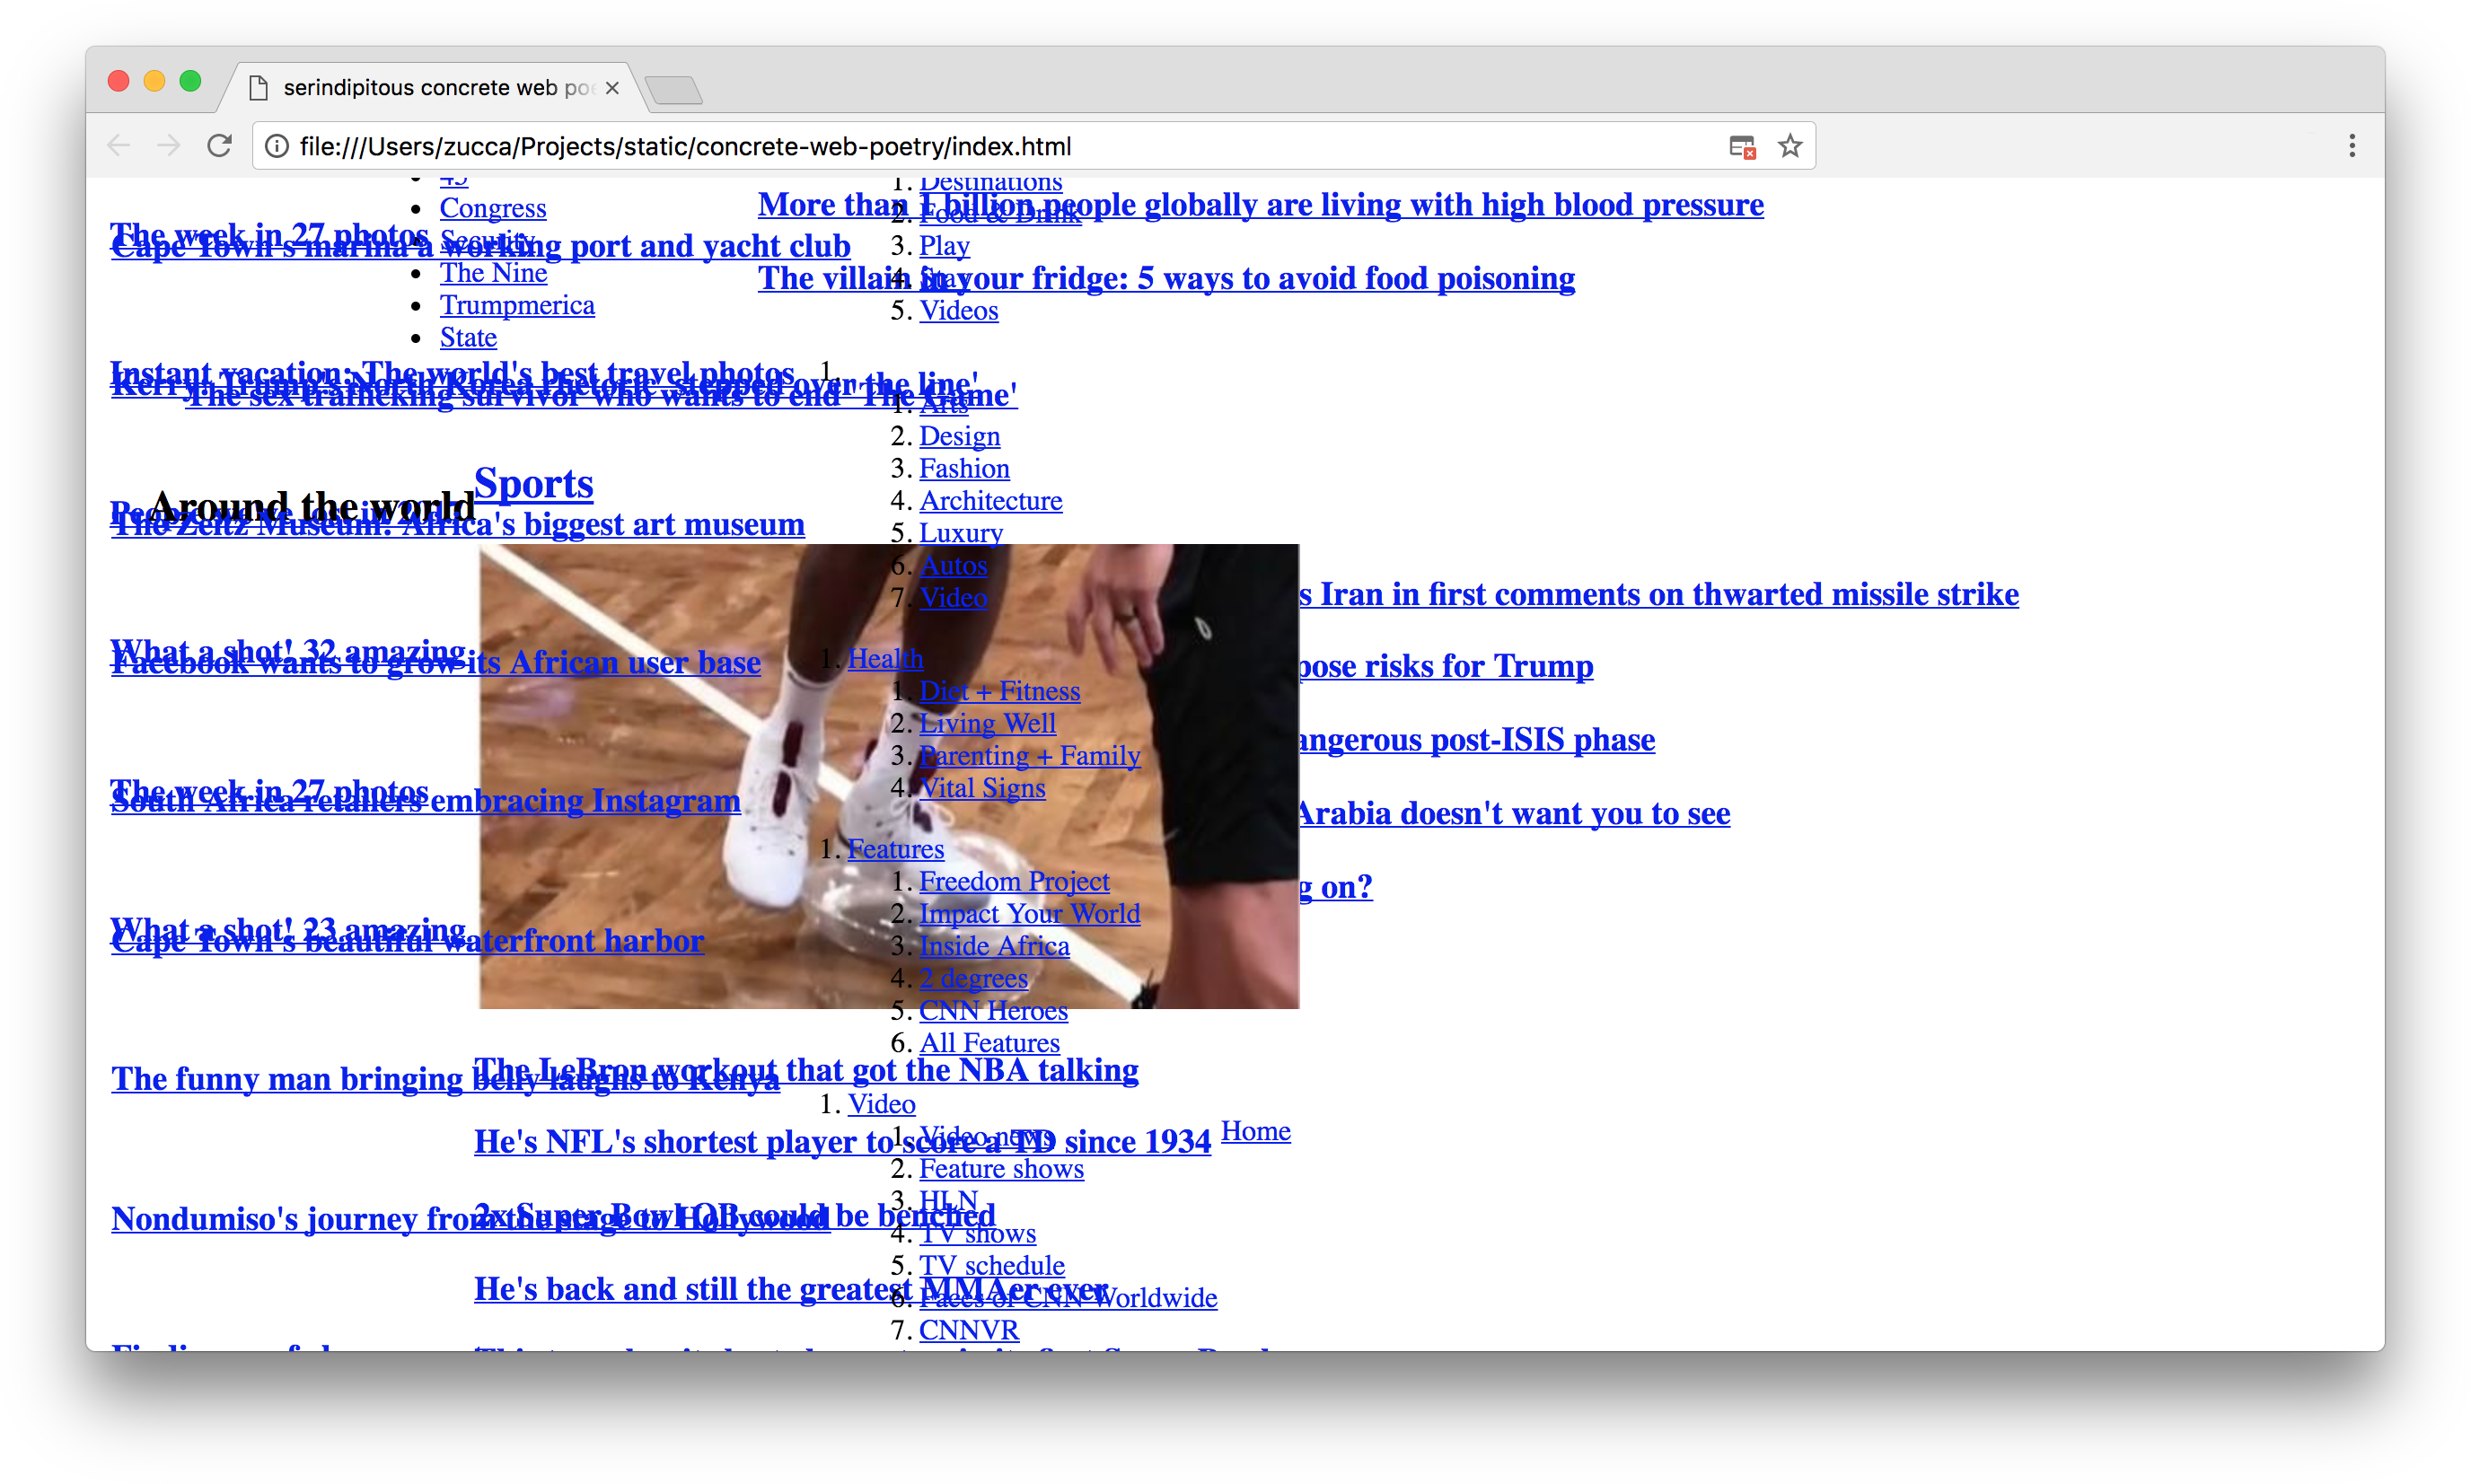 serindipitous concrete web po
file:///Users/zucca/Projects/static/concrete-web-poetry/index.html
45
Congress
Security
The Nine
Trumpmerica
State
1. Destinations
2. Food & Drink
3. Play
4. Stay
5. Videos
More than 1 billion people globally are living with high blood pressure
The villain in your fridge: 5 ways to avoid food poisoning
The week in 27 photos
Cape Town's marina a working port and yacht club
Instant vacation: The world's best travel photos
Kerry: Trump's North Korea rhetoric 'stepped over the line'
The sex trafficking survivor who wants to end 'The Game'
1.
1. Arts
2. Design
3. Fashion
4. Architecture
5. Luxury
6. Autos
7. Video
Sports
Around the world
People we've lost in 2017
The Zeitz Museum: Africa's biggest art museum
s Iran in first comments on thwarted missile strike
pose risks for Trump
angerous post-ISIS phase
Arabia doesn't want you to see
g on?
What a shot! 32 amazing
Facebook wants to grow its African user base
1. Health
1. Diet + Fitness
2. Living Well
3. Parenting + Family
4. Vital Signs
The week in 27 photos
South Africa retailers embracing Instagram
1. Features
1. Freedom Project
2. Impact Your World
3. Inside Africa
4. 2 degrees
5. CNN Heroes
6. All Features
What a shot! 23 amazing
Cape Town's beautiful waterfront harbor
The funny man bringing belly laughs to Kenya
The LeBron workout that got the NBA talking
1. Video
1. Video news
2. Feature shows
3. HLN
4. TV shows
5. TV schedule
6. Faces of CNN Worldwide
7. CNNVR
He's NFL's shortest player to score a TD since 1934
Home
2x Super Bowl QB could be benched
Nondumiso's journey from the stage to Hollywood
He's back and still the greatest MMAer ever